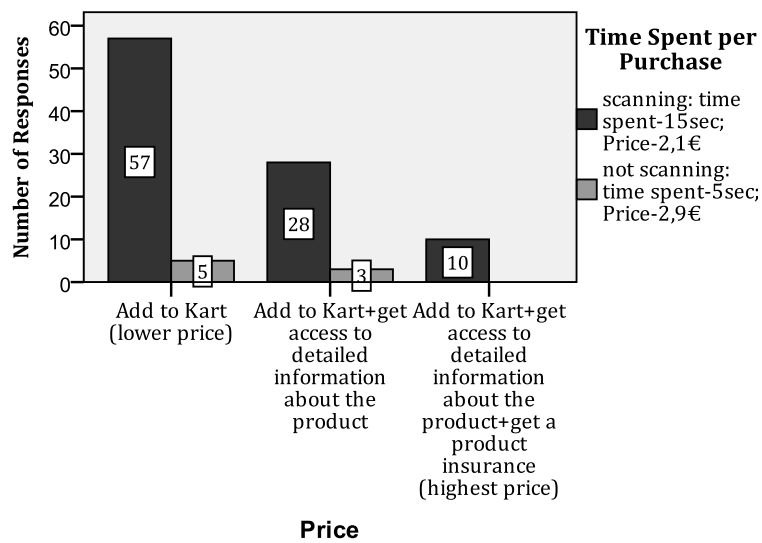 60
50
40
30
20
10
0
Number of Responses
57
5
28
3
10
Add to Kart
(lower price)
Add to Kart+get
access to
detailed
information
about the
product
Add to Kart+get
access to
detailed
information
about the
product+get a
product
insurance
(highest price)
Price
Time Spent per
Purchase
scanning: time
spent-15sec;
Price-2,1€
not scanning:
time spent-5sec;
Price-2,9€